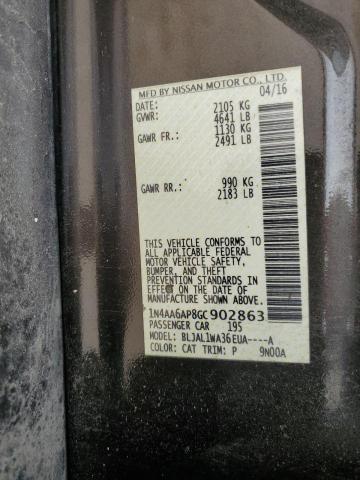 MFD BY NISSAN MOTOR CO., LTD.
04/16
DATE: 2105 KG
GVWR: 4641 LB
GAWR FR.: 1130 KG
2491 LB
GAWR RR.: 990 KG
2183 LB
THIS VEHICLE CONFORMS TO
ALL APPLICABLE FEDERAL
MOTOR VEHICLE SAFETY,
BUMPER, AND THEFT
PREVENTION STANDARDS
IN EFFECT ON THE DATE OF
MANUFACTURE SHOWN ABOVE.
1N4AA6AP8GC902863
PASSENGER CAR 195
MODEL: BLJAL1WA36EUA----A
COLOR: CAT TRIM: P 9N00A